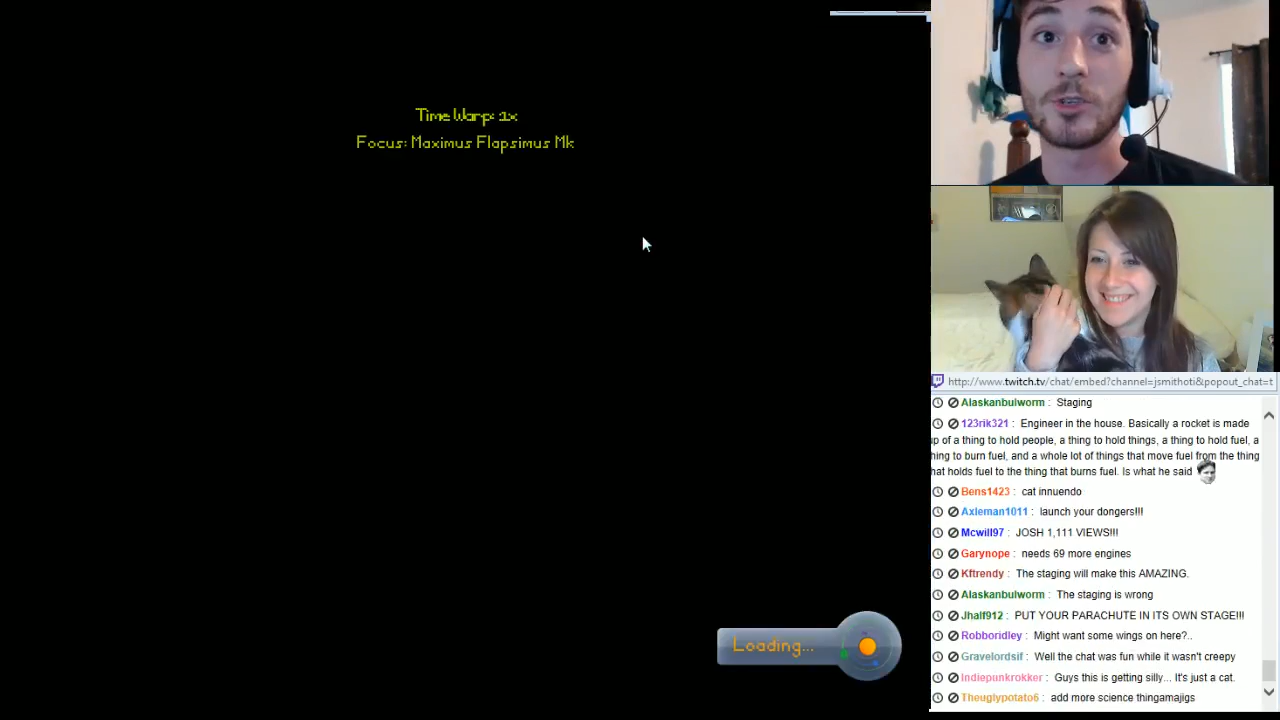 Time Warp: 1x
Focus: Maximus Flapsimus Mk
Loading...
http://www.twitch.tv/chat/embed?channel=jsmithoti&popout_chat=t
Alaskanbulworm : Staging
123rik321 : Engineer in the house. Basically a rocket is made
up of a thing to hold people, a thing to hold things, a thing to hold fuel, a
hing to burn fuel, and a whole lot of things that move fuel from the thing
hat holds fuel to the thing that burns fuel. Is what he said
Bens1423 : cat innuendo
Axleman1011 : launch your dongers!!!
Mcwill97 : JOSH 1,111 VIEWS!!!
Garynope : needs 69 more engines
Kftrendy : The staging will make this AMAZING.
Alaskanbulworm : The staging is wrong
Jhalf912 : PUT YOUR PARACHUTE IN ITS OWN STAGE!!!
Robboridley : Might want some wings on here?..
Gravelordsif : Well the chat was fun while it wasn't creepy
Indiepunkrokker : Guys this is getting silly... It's just a cat.
Theuglypotato6 : add more science thingamajigs